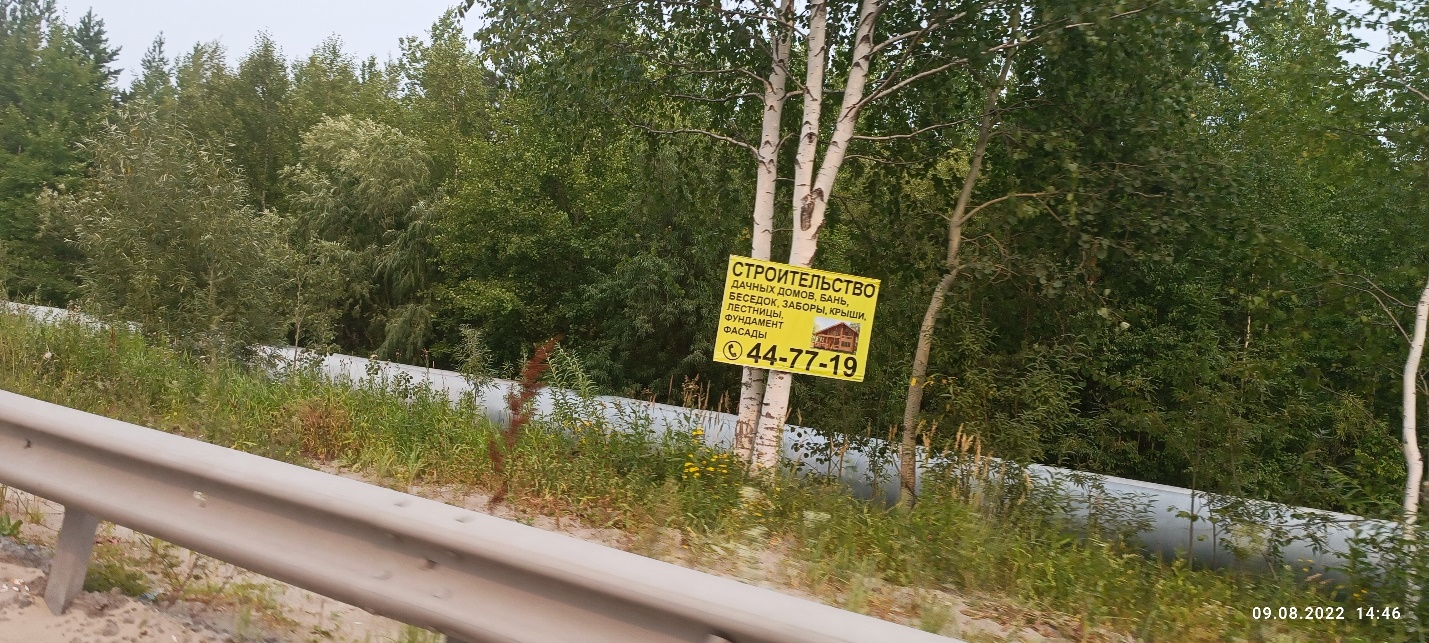 СТРОИТЕЛЬСТВО
ДАЧНЫХ ДОМОВ, БАНЬ,
БЕСЕДОК, ЗАБОРЫ, КРЫШИ,
ЛЕСТНИЦЫ,
ФУНДАМЕНТ
ФАСАДЫ
44-77-19
09.08.2022 14:46